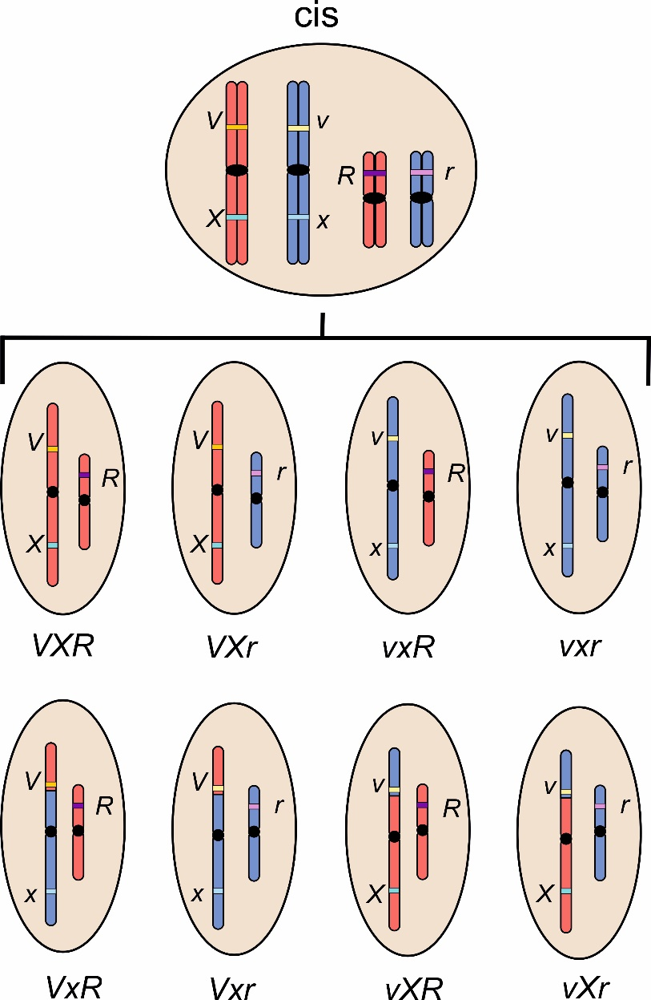 cis
V v
R r
X x
V R V r v R v r
X X x x
VXR VXr vxR vxr
V R V r v R v r
x x X X
VxR Vxr vXR vXr